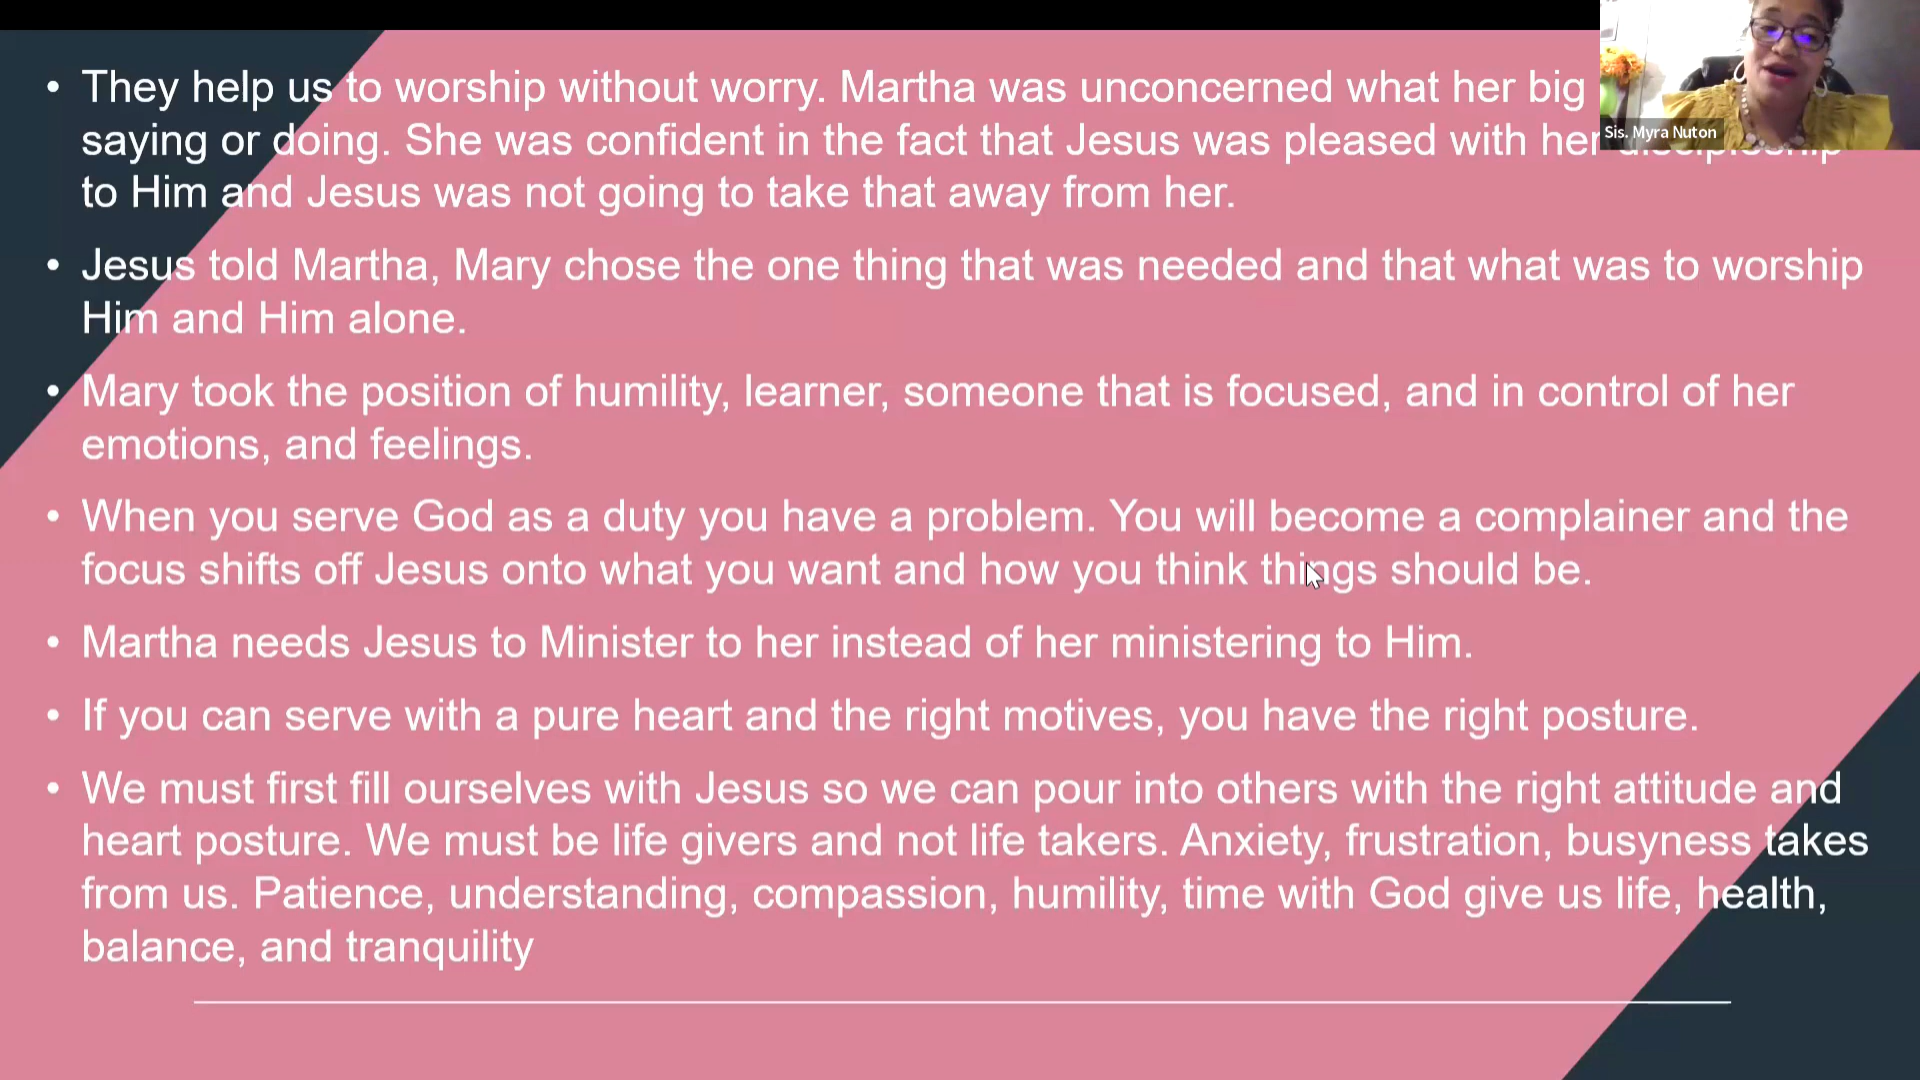 • They help us to worship without worry. Martha was unconcerned what her big
saying or doing. She was confident in the fact that Jesus was pleased with her discipleship
to Him and Jesus was not going to take that away from her.
• Jesus told Martha, Mary chose the one thing that was needed and that what was to worship
Him and Him alone.
• Mary took the position of humility, learner, someone that is focused, and in control of her
emotions, and feelings.
• When you serve God as a duty you have a problem. You will become a complainer and the
focus shifts off Jesus onto what you want and how you think things should be.
• Martha needs Jesus to Minister to her instead of her ministering to Him.
• If you can serve with a pure heart and the right motives, you have the right posture.
• We must first fill ourselves with Jesus so we can pour into others with the right attitude and
heart posture. We must be life givers and not life takers. Anxiety, frustration, busyness takes
from us. Patience, understanding, compassion, humility, time with God give us life, health,
balance, and tranquility
Sis. Myra Nuton